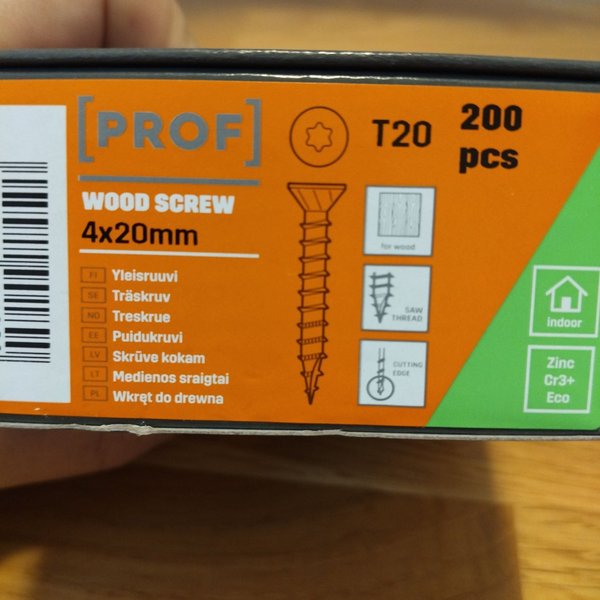 [PROF]
T20
200
pcs
WOOD SCREW
4x20mm
for wood
FI Yleisruuvi
SE Träskruv
NO Treskrue
EE Puidukruvi
LV Skrūve kokam
LT Medienos sraigtai
PL Wkręt do drewna
SAW
THREAD
CUTTING
EDGE
indoor
Zinc
Cr3+
Eco